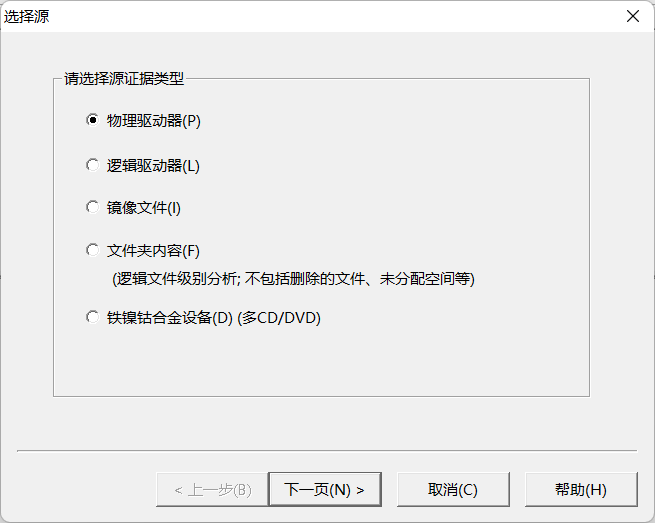 选择源
请选择源证据类型
物理驱动器(P)
逻辑驱动器(L)
镜像文件(I)
文件夹内容(F)
(逻辑文件级别分析; 不包括删除的文件、未分配空间等)
铁镍钴合金设备(D) (多CD/DVD)
< 上一步(B)
下一页(N) >
取消(C)
帮助(H)